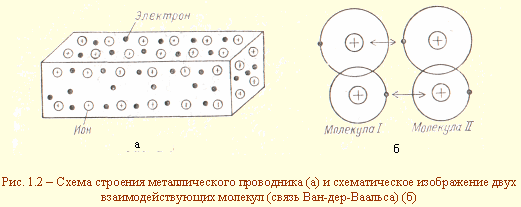 Электрон
Ион
а
Молекула I
Молекула II
б
Рис. 1.2 – Схема строения металлического проводника (а) и схематическое изображение двух
взаимодействующих молекул (связь Ван-дер-Ваальса) (б)